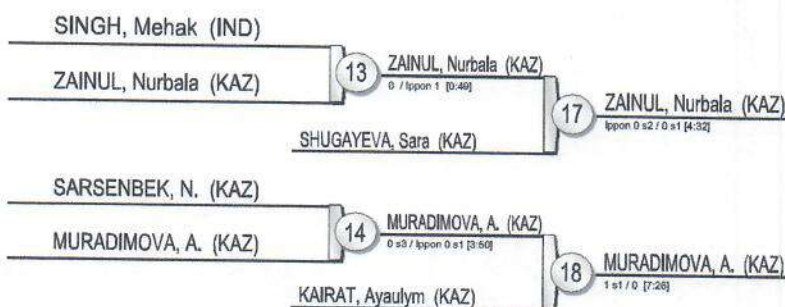 SINGH, Mehak (IND)
ZAINUL, Nurbala (KAZ)
13
ZAINUL, Nurbala (KAZ)
0 / Ippon 1 [0:49]
SHUGAYEVA, Sara (KAZ)
17
ZAINUL, Nurbala (KAZ)
Ippon 0 s2 / 0 s1 [4:32]
SARSENBEK, N. (KAZ)
MURADIMOVA, A. (KAZ)
14
MURADIMOVA, A. (KAZ)
0 s3 / Ippon 0 s1 [3:50]
KAIRAT, Ayaulym (KAZ)
18
MURADIMOVA, A. (KAZ)
1 s1 / 0 [7:26]